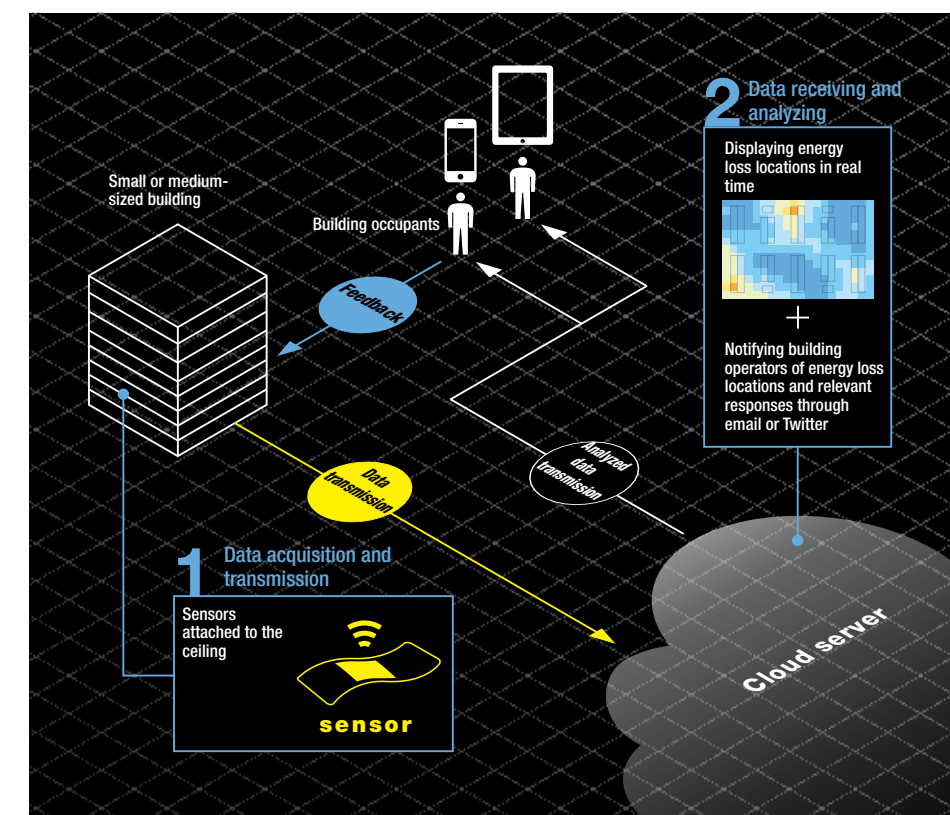 2 Data receiving and
analyzing
Displaying energy
loss locations in real
time
Notifying building
operators of energy loss
locations and relevant
responses through
email or Twitter
Small or medium-
sized building
Building occupants
Feedback
Data
transmission
Analyzed
data
transmission
1 Data acquisition and
transmission
Sensors
attached to the
ceiling
sensor
Cloud server